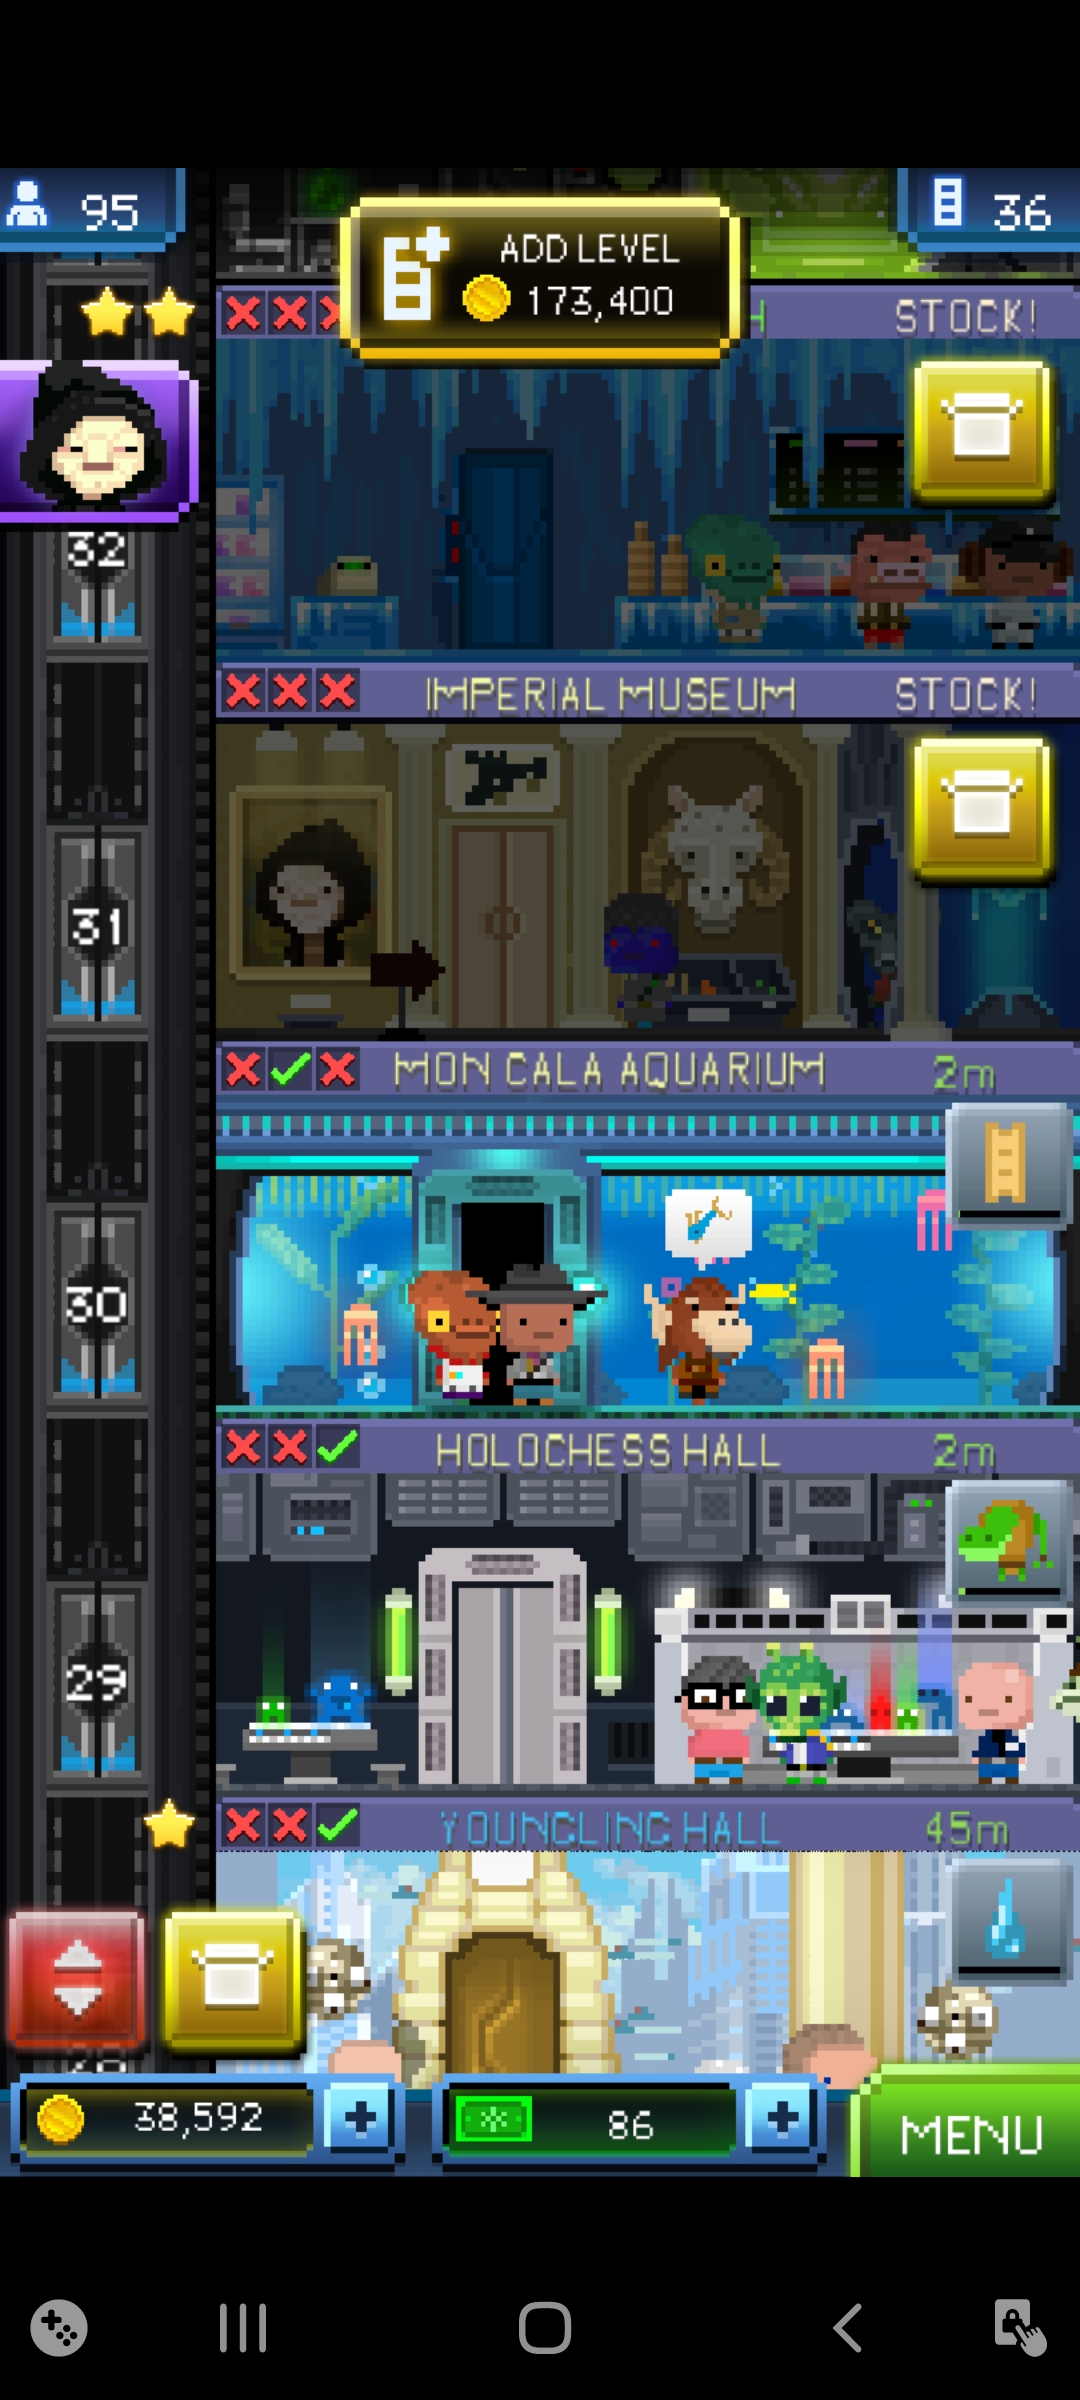 95
36
ADD LEVEL
173,400
STOCK!
32
IMPERIAL MUSEUM
STOCK!
31
MON CALA AQUARIUM
2m
30
HOLOCHESS HALL
2m
29
YOUNGLING HALL
45m
38,592
86
MENU